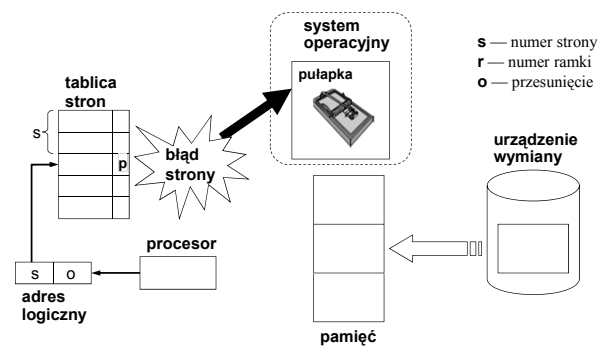 system
operacyjny
pułapka
s — numer strony
r — numer ramki
o — przesunięcie
tablica
stron
s
p
błąd
strony
urządzenie
wymiany
procesor
s o
adres
logiczny
pamięć